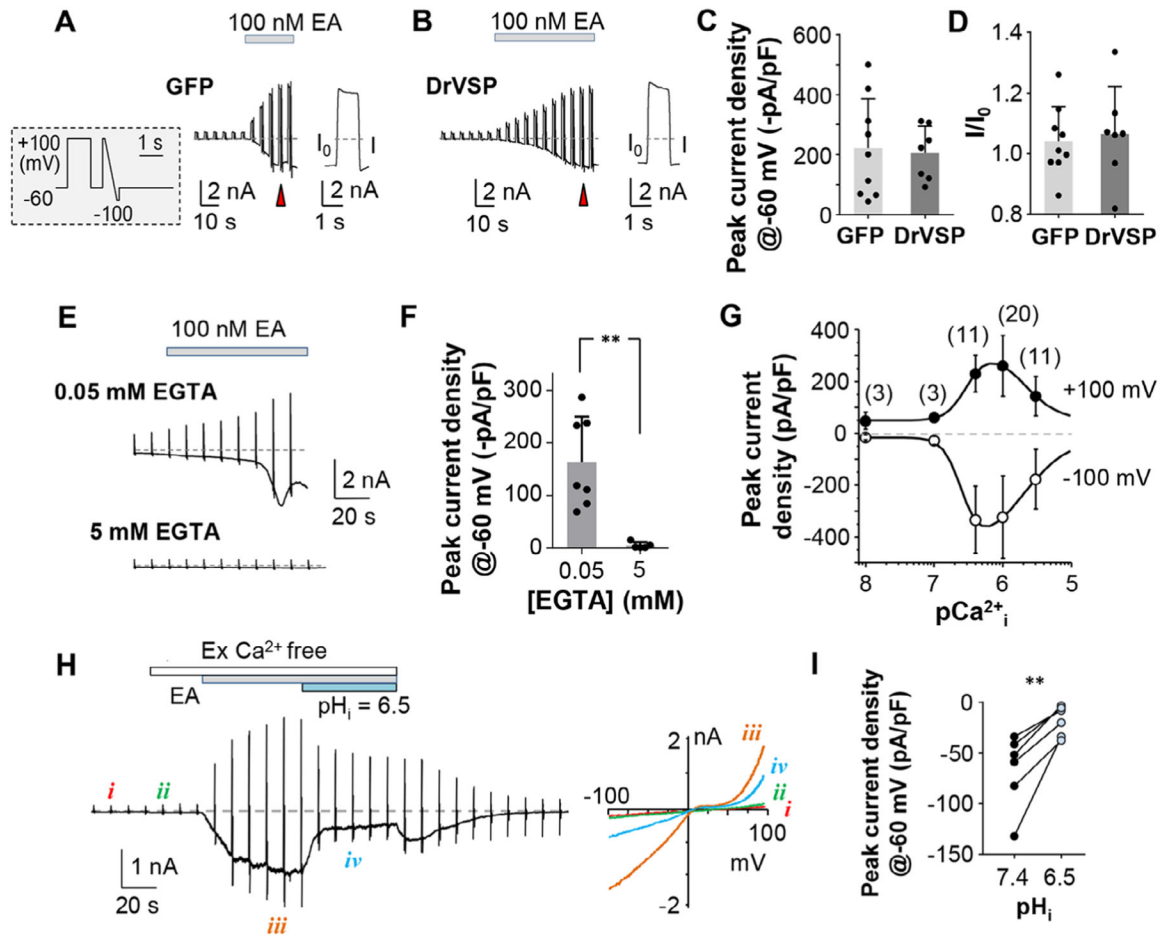 A
100 nM EA
GFP
+100
(mV)
1 s
-60
-100
I₀
I
2 nA
10 s
1 s
B
100 nM EA
DrVSP
I₀
I
2 nA
10 s
1 s
C
Peak current density
@-60 mV (-pA/pF)
600
400
200
0
GFP
DrVSP
D
I/I₀
1.4
1.2
1.0
0.8
GFP
DrVSP
E
100 nM EA
0.05 mM EGTA
2 nA
20 s
5 mM EGTA
F
Peak current density
@-60 mV (-pA/pF)
**
300
200
100
0
0.05
5
[EGTA] (mM)
G
Peak current
density (pA/pF)
400
200
0
-200
-400
(3)
(3)
(11)
(20)
(11)
+100 mV
-100 mV
8
7
6
5
pCa²⁺ᵢ
H
Ex Ca²⁺ free
EA
pHᵢ = 6.5
i
ii
iii
iv
1 nA
20 s
2
nA
iii
iv
ii
i
-100
100
mV
-2
I
Peak current density
@-60 mV (pA/pF)
**
0
-50
-100
-150
7.4
6.5
pHᵢ